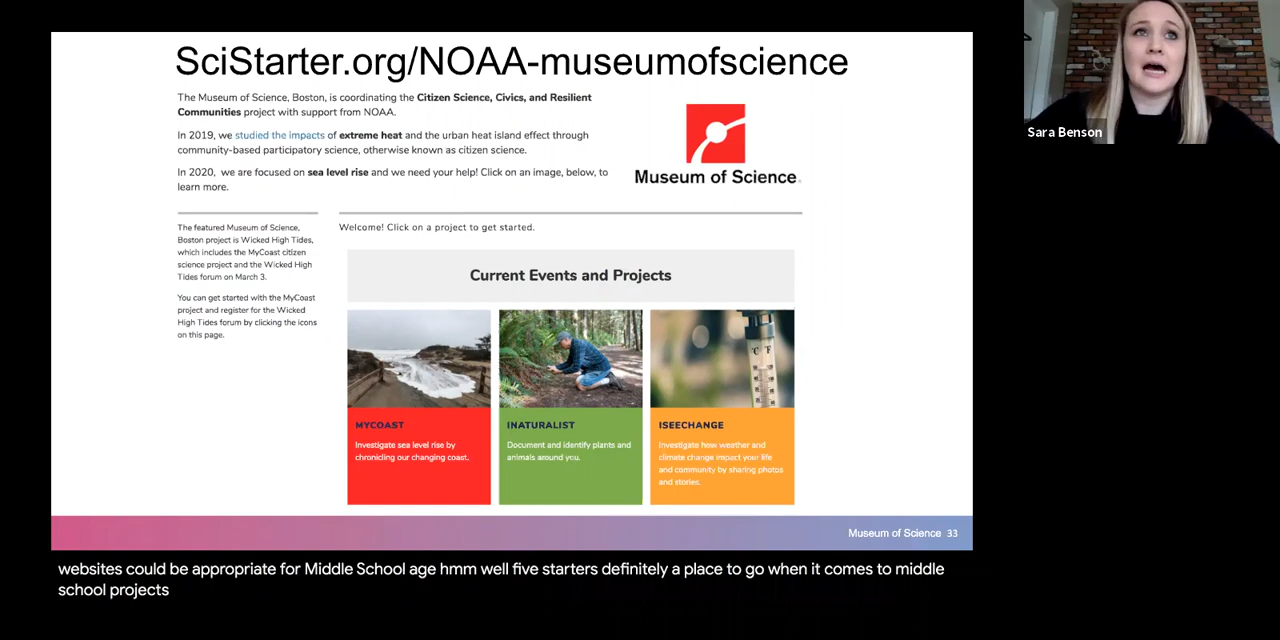 SciStarter.org/NOAA-museumofscience
The Museum of Science, Boston, is coordinating the Citizen Science, Civics, and Resilient
Communities project with support from NOAA.
In 2019, we studied the impacts of extreme heat and the urban heat island effect through
community-based participatory science, otherwise known as citizen science.
In 2020, we are focused on sea level rise and we need your help! Click on an image, below, to
learn more.
Museum of Science
The featured Museum of Science,
Boston project is Wicked High Tides,
which includes the MyCoast citizen
science project and the Wicked High
Tides forum on March 3.
You can get started with the MyCoast
project and register for the Wicked
High Tides forum by clicking the icons
on this page.
Welcome! Click on a project to get started.
Current Events and Projects
°C °F
MYCOAST
Investigate sea level rise by
chronicling our changing coast.
INATURALIST
Document and identify plants and
animals around you.
ISEECHANGE
Investigate how weather and
climate change impact your life
and community by sharing photos
and stories.
Museum of Science 33
Sara Benson
websites could be appropriate for Middle School age hmm well five starters definitely a place to go when it comes to middle
school projects